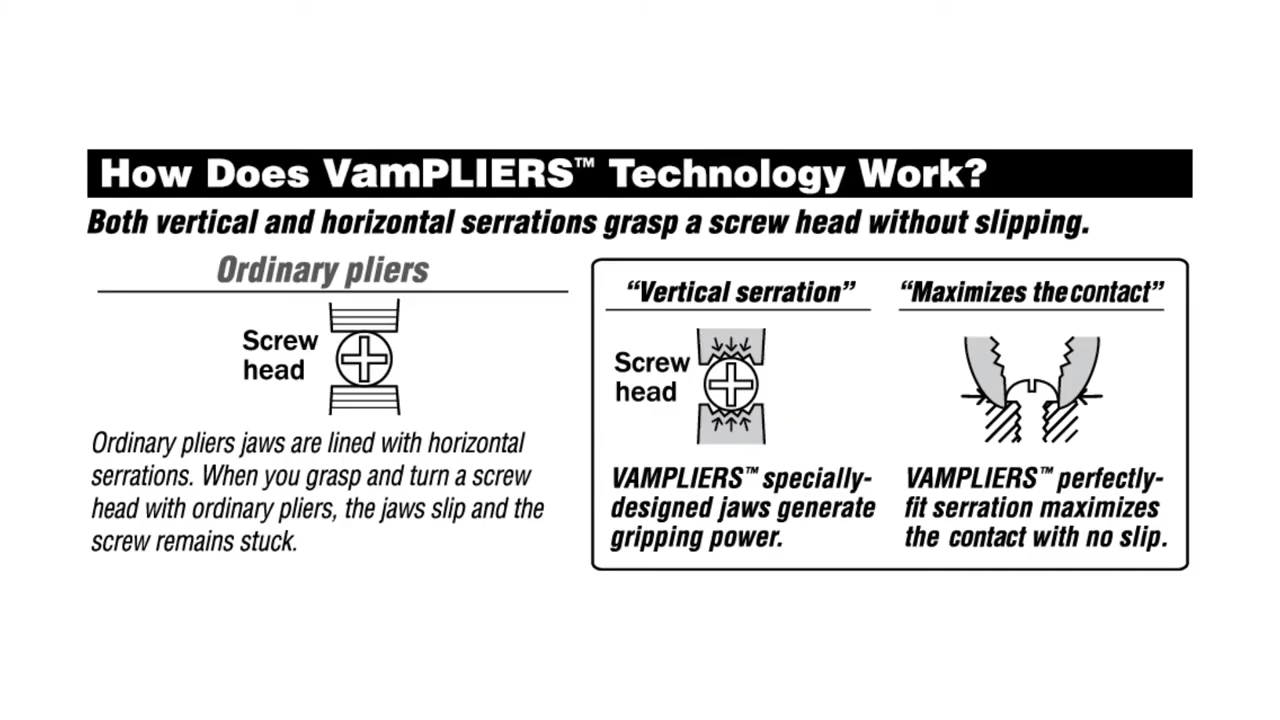 How Does VamPLIERS™ Technology Work?
Both vertical and horizontal serrations grasp a screw head without slipping.
Ordinary pliers
Screw
head
Ordinary pliers jaws are lined with horizontal
serrations. When you grasp and turn a screw
head with ordinary pliers, the jaws slip and the
screw remains stuck.
“Vertical serration”
Screw
head
VAMPLIERS™ specially-
designed jaws generate
gripping power.
“Maximizes the contact”
VAMPLIERS™ perfectly-
fit serration maximizes
the contact with no slip.